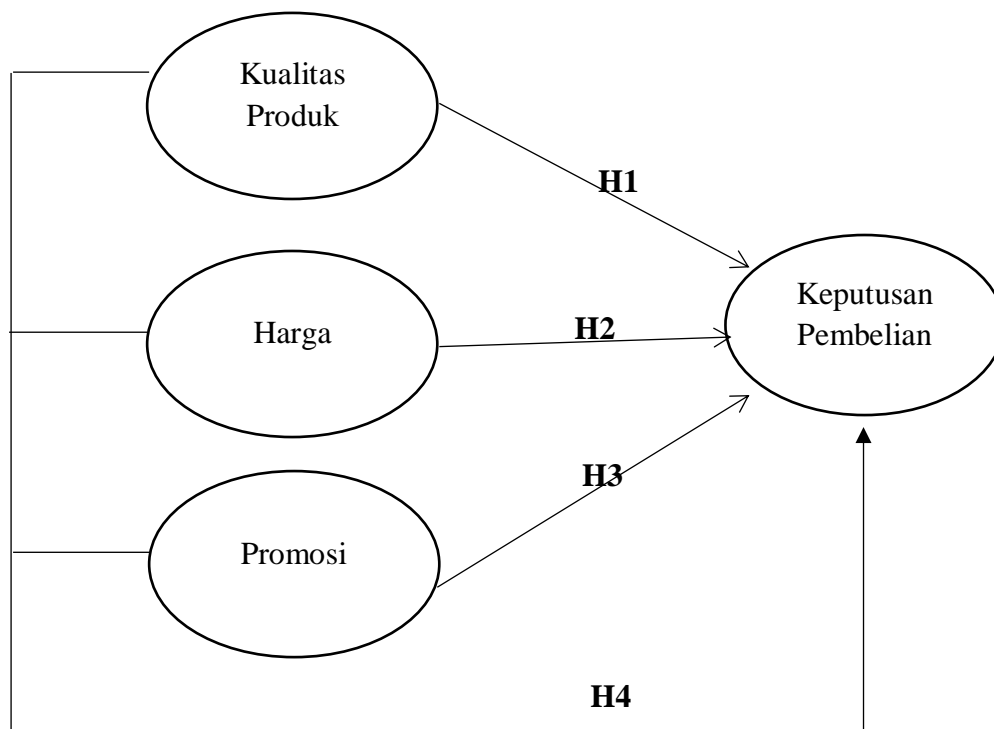 Kualitas
Produk
H1
Keputusan
Pembelian
Harga
H2
H3
Promosi
H4